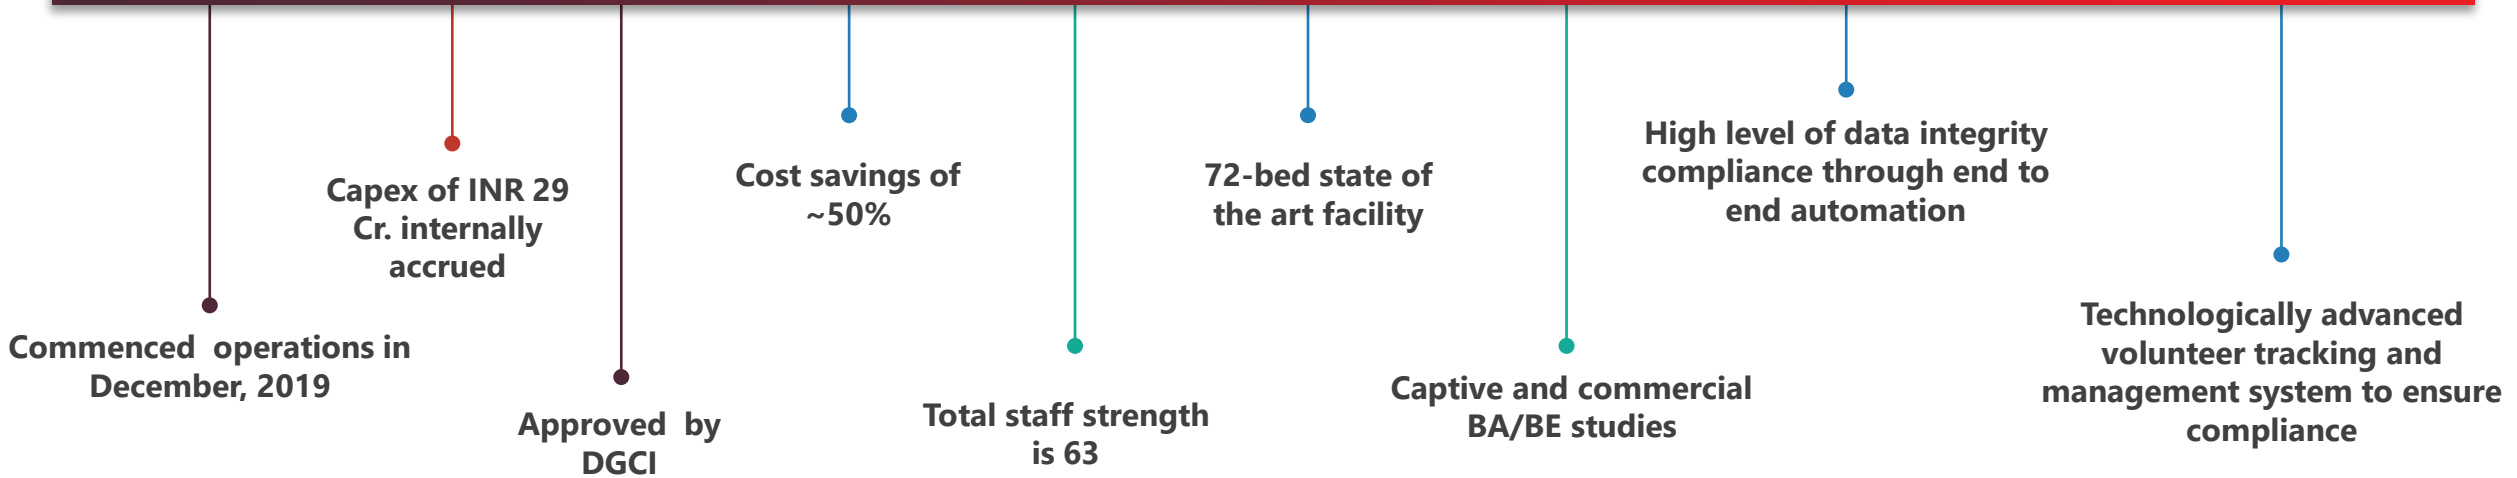 Commenced  operations in
December, 2019
Capex of INR 29
Cr. internally
accrued
Approved  by
DGCI
Cost savings of
~50%
Total staff strength
is 63
72-bed state of
the art facility
Captive and commercial
BA/BE studies
High level of data integrity
compliance through end to
end automation
Technologically advanced
volunteer tracking and
management system to ensure
compliance